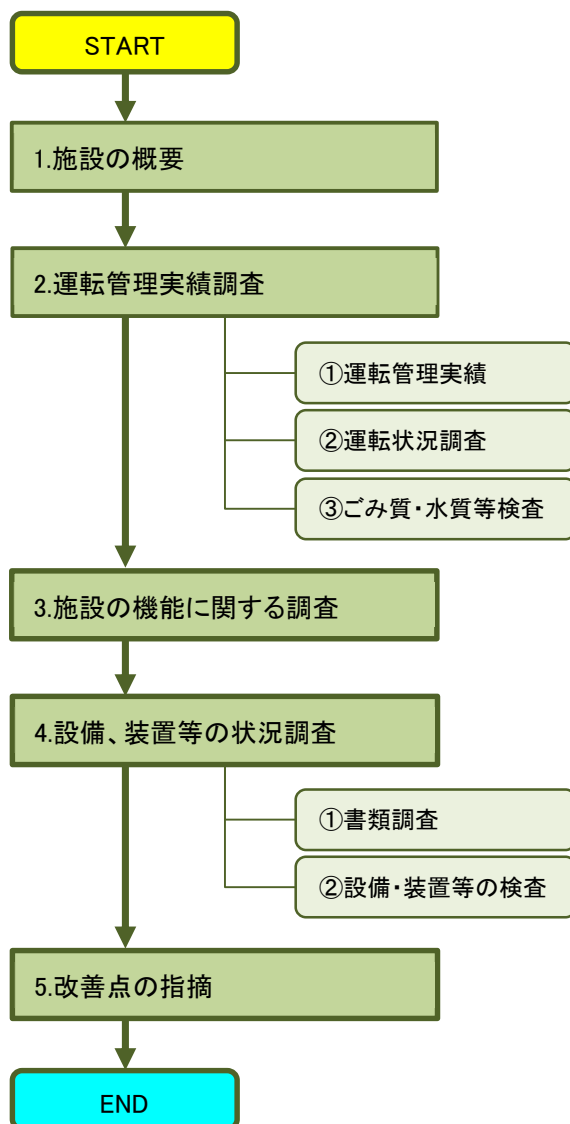 START
1.施設の概要
2.運転管理実績調査
①運転管理実績
②運転状況調査
③ごみ質・水質等検査
3.施設の機能に関する調査
4.設備、装置等の状況調査
①書類調査
②設備・装置等の検査
5.改善点の指摘
END